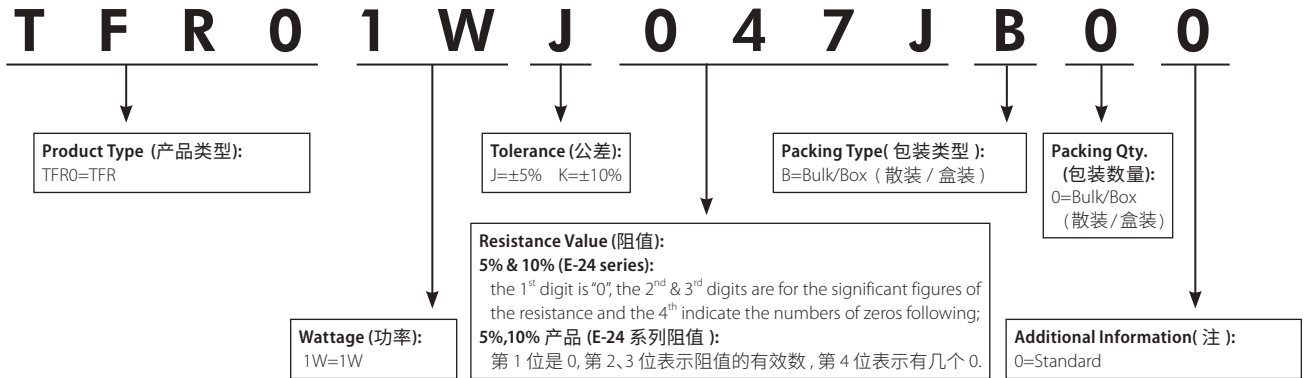 T F R 0 1 W J 0 4 7 J B 0 0
Product Type (产品类型):
TFR0=TFR
Wattage (功率):
1W=1W
Tolerance (公差):
J=±5% K=±10%
Resistance Value (阻值):
5% & 10% (E-24 series):
the 1st digit is “0”, the 2nd & 3rd digits are for the significant figures of
the resistance and the 4th indicate the numbers of zeros following;
5%,10% 产品 (E-24 系列阻值 ):
第 1 位是 0, 第 2、3 位表示阻值的有效数 , 第 4 位表示有几个 0.
Packing Type( 包装类型 ):
B=Bulk/Box ( 散装 / 盒装 )
Packing Qty.
(包装数量):
0=Bulk/Box
(散装/盒装)
Additional Information( 注 ):
0=Standard